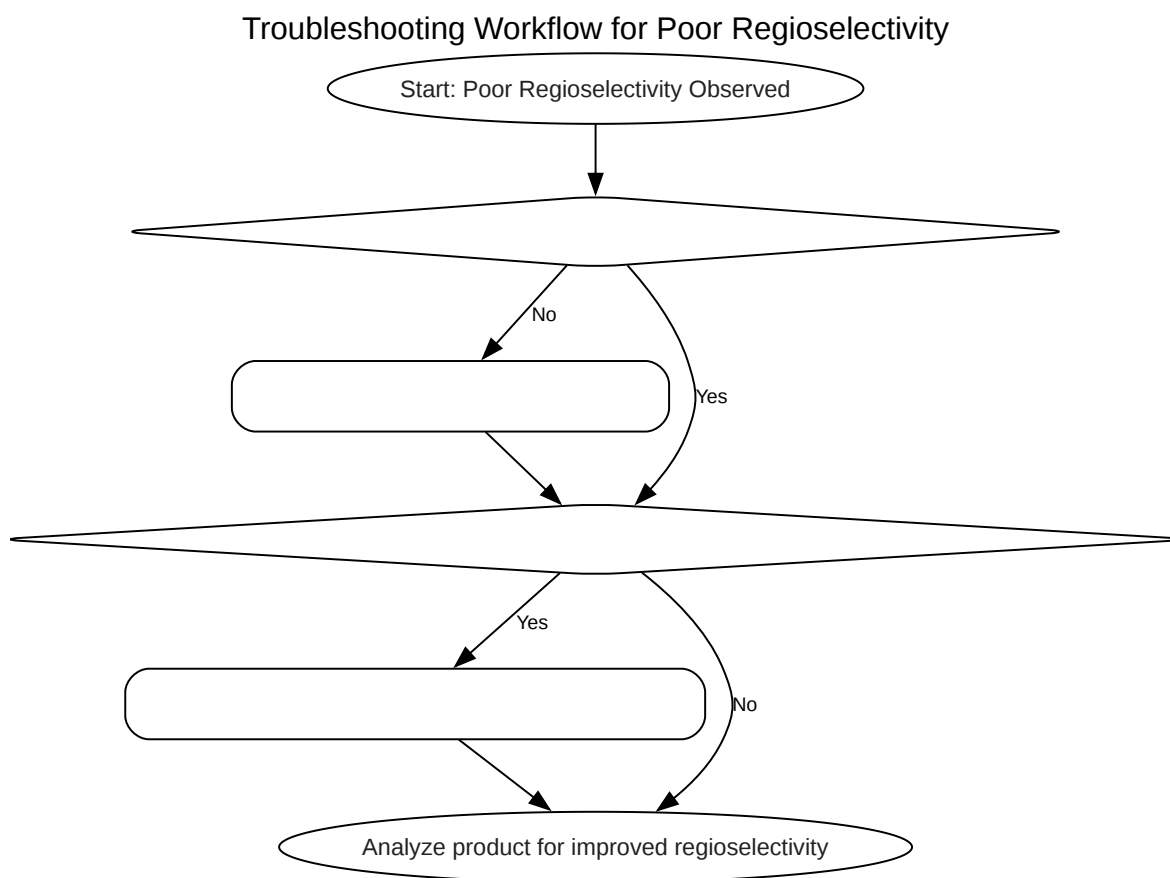 Troubleshooting Workflow for Poor Regioselectivity
Start: Poor Regioselectivity Observed
No
Yes
Yes
No
Analyze product for improved regioselectivity